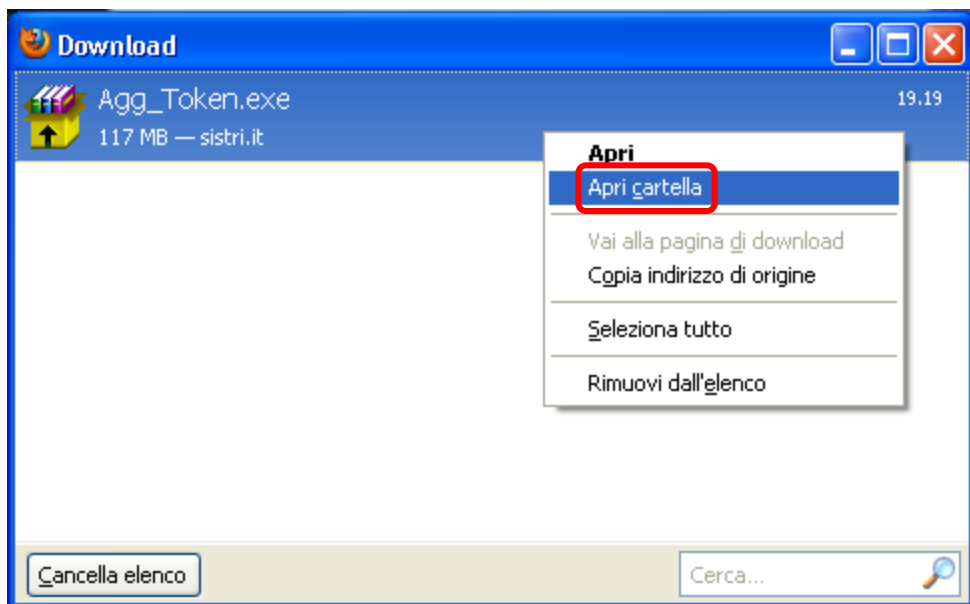 Download
Agg_Token.exe
19.19
117 MB — sistri.it
Apri
Apri cartella
Vai alla pagina di download
Copia indirizzo di origine
Seleziona tutto
Rimuovi dall'elenco
Cancella elenco
Cerca...